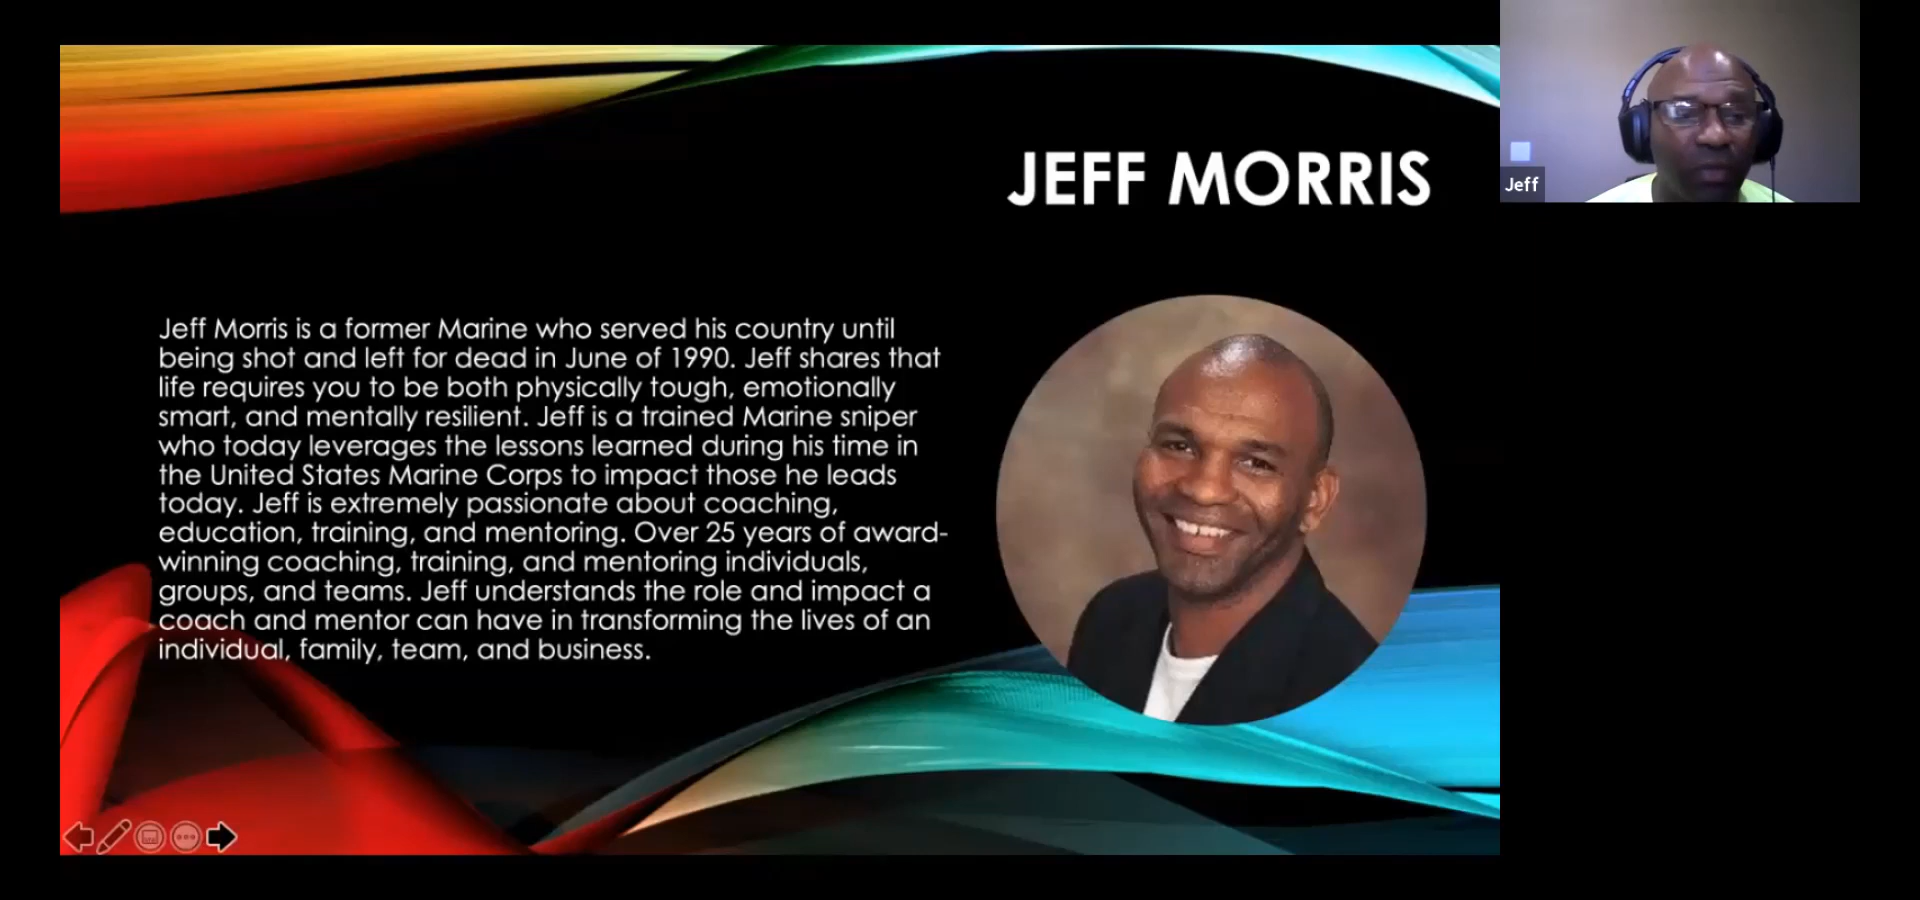 JEFF MORRIS
Jeff
Jeff Morris is a former Marine who served his country until
being shot and left for dead in June of 1990. Jeff shares that
life requires you to be both physically tough, emotionally
smart, and mentally resilient. Jeff is a trained Marine sniper
who today leverages the lessons learned during his time in
the United States Marine Corps to impact those he leads
today. Jeff is extremely passionate about coaching,
education, training, and mentoring. Over 25 years of award-
winning coaching, training, and mentoring individuals,
groups, and teams. Jeff understands the role and impact a
coach and mentor can have in transforming the lives of an
individual, family, team, and business.